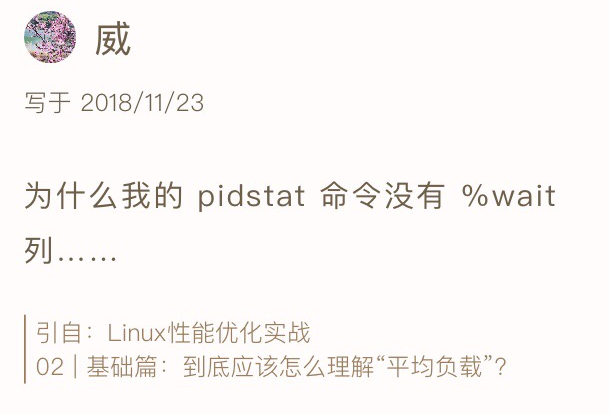 威
写于 2018/11/23
为什么我的 pidstat 命令没有 %wait
列……
引自：Linux性能优化实战
02 | 基础篇：到底应该怎么理解“平均负载”？